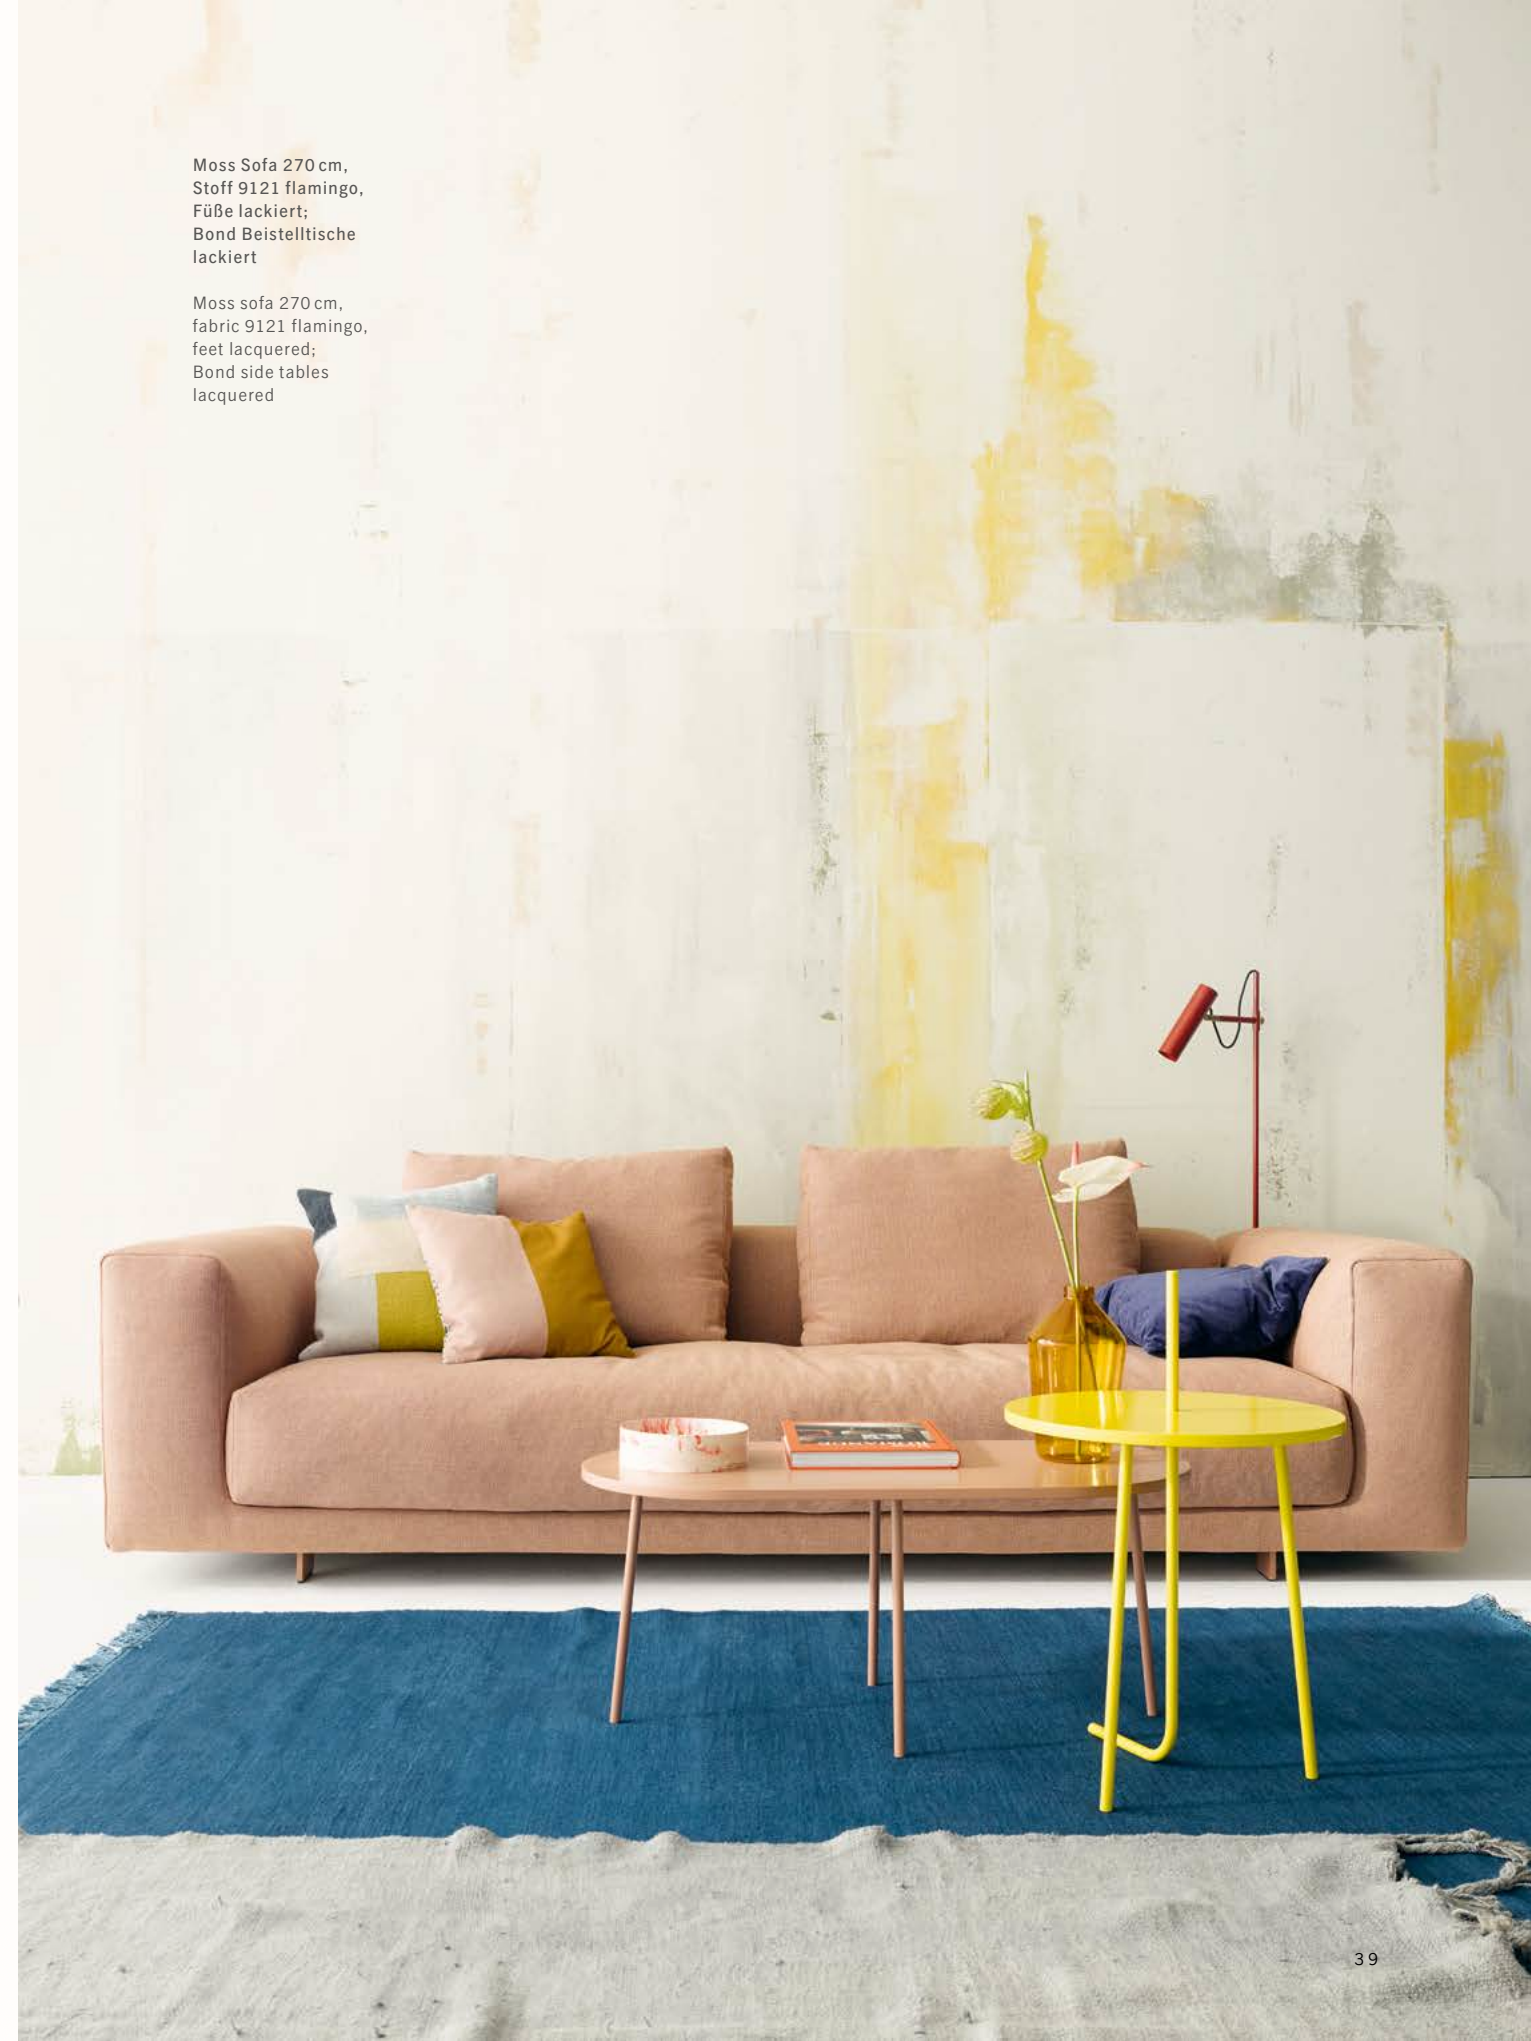 Moss Sofa 270 cm,
Stoff 9121 flamingo,
Füße lackiert;
Bond Beistelltische
lackiert
Moss sofa 270 cm,
fabric 9121 flamingo,
feet lacquered;
Bond side tables
lacquered
39